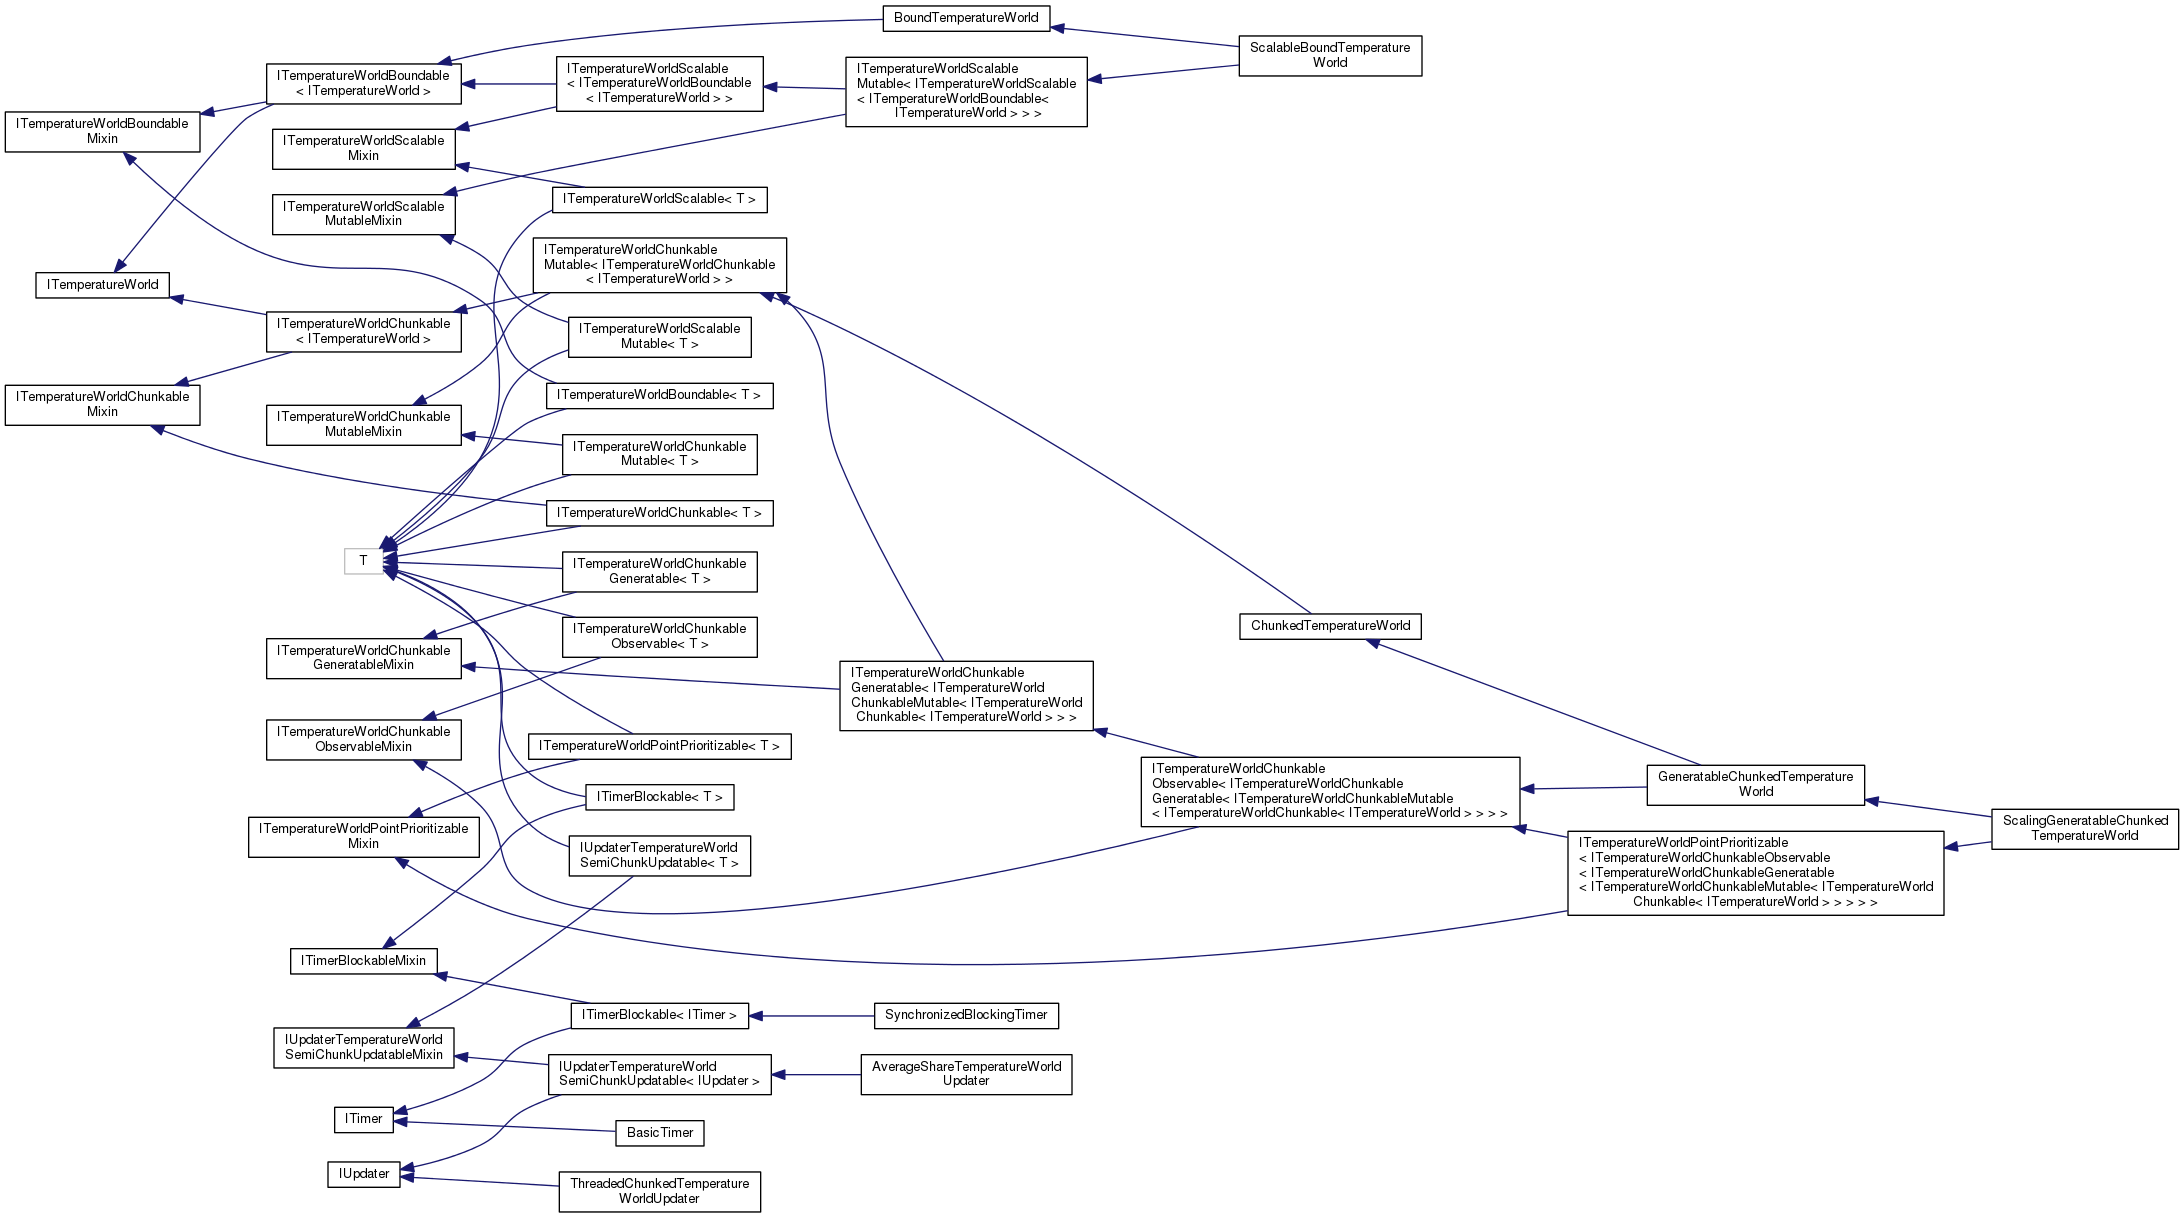 BoundTemperatureWorld
ScalableBoundTemperature
World
ITemperatureWorldBoundable
< ITemperatureWorld >
ITemperatureWorldScalable
< ITemperatureWorldBoundable
< ITemperatureWorld > >
ITemperatureWorldScalable
Mutable< ITemperatureWorldScalable
< ITemperatureWorldBoundable<
ITemperatureWorld > > >
ITemperatureWorldBoundable
Mixin
ITemperatureWorldScalable
Mixin
ITemperatureWorldScalable< T >
ITemperatureWorldScalable
MutableMixin
ITemperatureWorldChunkable
Mutable< ITemperatureWorldChunkable
< ITemperatureWorld > >
ITemperatureWorld
ITemperatureWorldChunkable
< ITemperatureWorld >
ITemperatureWorldScalable
Mutable< T >
ITemperatureWorldChunkable
Mixin
ITemperatureWorldBoundable< T >
ITemperatureWorldChunkable
MutableMixin
ITemperatureWorldChunkable
Mutable< T >
ITemperatureWorldChunkable< T >
T
ITemperatureWorldChunkable
Generatable< T >
ITemperatureWorldChunkable
Observable< T >
ChunkedTemperatureWorld
ITemperatureWorldChunkable
GeneratableMixin
ITemperatureWorldChunkable
Generatable< ITemperatureWorld
ChunkableMutable< ITemperatureWorld
Chunkable< ITemperatureWorld > > >
ITemperatureWorldChunkable
ObservableMixin
ITemperatureWorldPointPrioritizable< T >
ITemperatureWorldChunkable
Observable< ITemperatureWorldChunkable
Generatable< ITemperatureWorldChunkableMutable
< ITemperatureWorldChunkable< ITemperatureWorld > > > >
GeneratableChunkedTemperature
World
ITimerBlockable< T >
ScalingGeneratableChunked
TemperatureWorld
ITemperatureWorldPointPrioritizable
Mixin
IUpdaterTemperatureWorld
SemiChunkUpdatable< T >
ITemperatureWorldPointPrioritizable
< ITemperatureWorldChunkableObservable
< ITemperatureWorldChunkableGeneratable
< ITemperatureWorldChunkableMutable< ITemperatureWorld
Chunkable< ITemperatureWorld > > > > >
ITimerBlockableMixin
ITimerBlockable< ITimer >
SynchronizedBlockingTimer
IUpdaterTemperatureWorld
SemiChunkUpdatableMixin
IUpdaterTemperatureWorld
SemiChunkUpdatable< IUpdater >
AverageShareTemperatureWorld
Updater
ITimer
BasicTimer
IUpdater
ThreadedChunkedTemperature
WorldUpdater